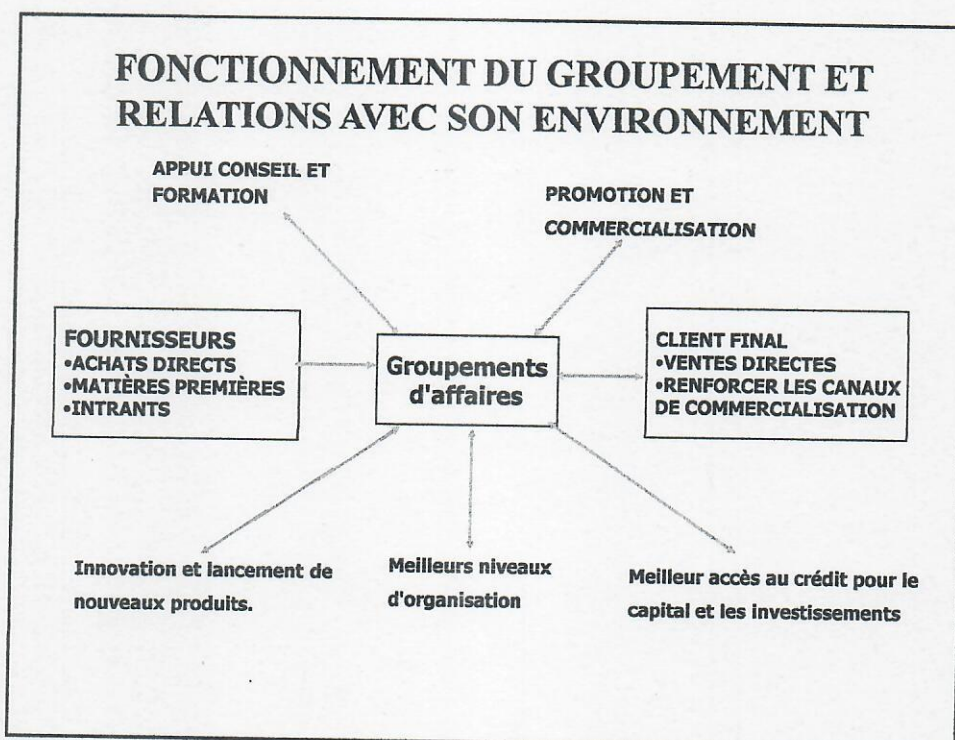 FONCTIONNEMENT DU GROUPEMENT ET
RELATIONS AVEC SON ENVIRONNEMENT
APPUI CONSEIL ET
FORMATION
PROMOTION ET
COMMERCIALISATION
FOURNISSEURS
•ACHATS DIRECTS
•MATIÈRES PREMIÈRES
•INTRANTS
Groupements
d'affaires
CLIENT FINAL
•VENTES DIRECTES
•RENFORCER LES CANAUX
DE COMMERCIALISATION
Innovation et lancement de
nouveaux produits.
Meilleurs niveaux
d'organisation
Meilleur accès au crédit pour le
capital et les investissements